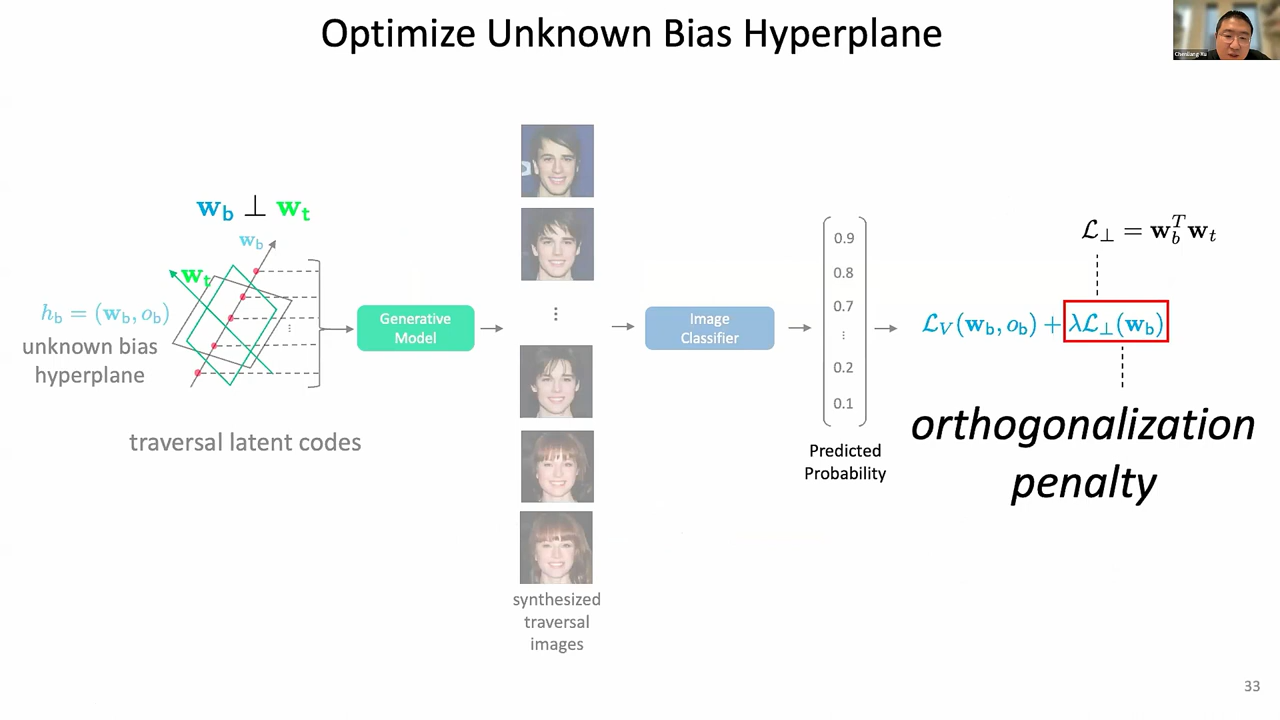 Optimize Unknown Bias Hyperplane
Chenliang Xu
w_b ⊥ w_t
w_b
w_t
h_b = (w_b, o_b)
unknown bias
hyperplane
traversal latent codes
Generative
Model
⋮
synthesized
traversal
images
Image
Classifier
0.9
0.8
0.7
⋮
0.2
0.1
Predicted
Probability
ℒ_⊥ = w_b^T w_t
ℒ_V(w_b, o_b) + λℒ_⊥(w_b)
orthogonalization
penalty
33